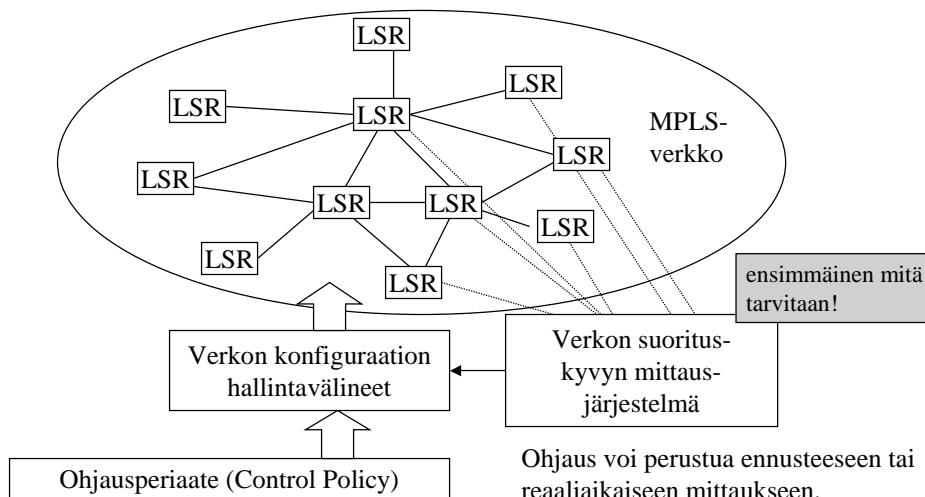 LSR
LSR
LSR
LSR
MPLS-
verkko
LSR
LSR
LSR
LSR
LSR
LSR
LSR
ensimmäinen mitä
tarvitaan!
Verkon konfiguraation
hallintavälineet
Verkon suoritus-
kyvyn mittaus-
järjestelmä
Ohjausperiaate (Control Policy)
Ohjaus voi perustua ennusteeseen tai
reaaliaikaiseen mittaukseen.